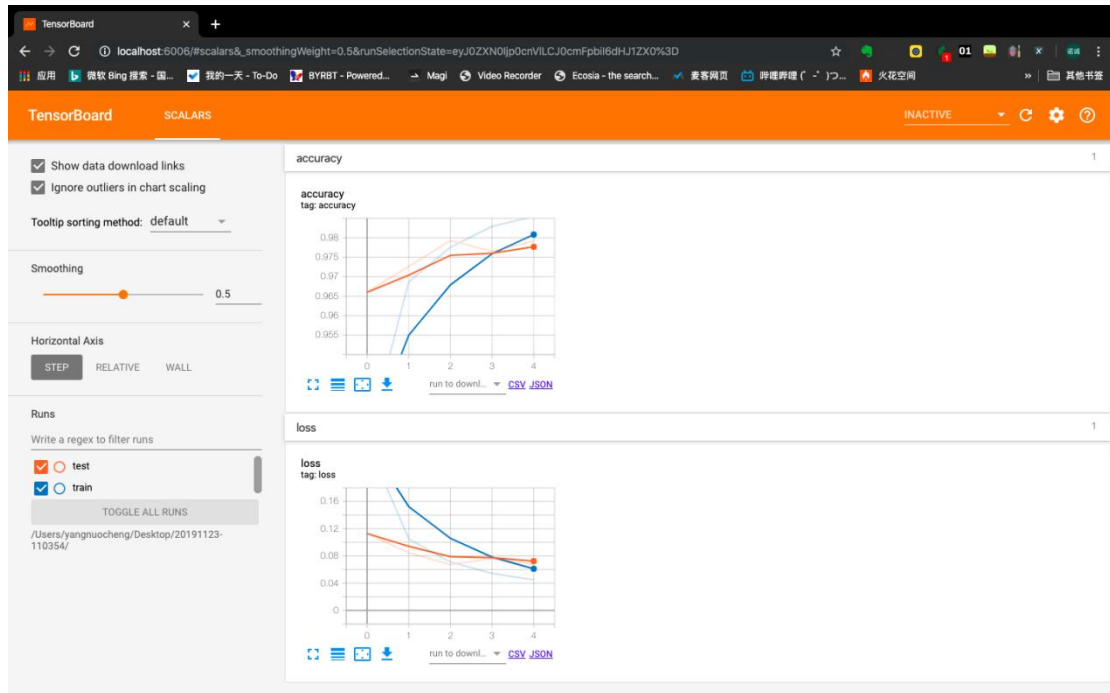 TensorBoard
localhost:6006/#scalars&_smoothingWeight=0.5&runSelectionState=eyJ0ZXN0Ijp0cnVlLCJ0cmFpbiI6dHJ1ZX0%3D
01
应用 微软 Bing 搜索 - 国... 我的一天 - To-Do BYRBT - Powered... Magi Video Recorder Ecosia - the search... 麦客网页 哔哩哔哩 ( ゜- ゜)つ... 火花空间 » 其他书签
TensorBoard SCALARS INACTIVE
Show data download links
Ignore outliers in chart scaling
Tooltip sorting method: default
Smoothing
0.5
Horizontal Axis
STEP RELATIVE WALL
Runs
Write a regex to filter runs
test
train
TOGGLE ALL RUNS
/Users/yangnuocheng/Desktop/20191123-
110354/
accuracy 1
accuracy
tag: accuracy
0.98
0.975
0.97
0.965
0.96
0.955
0 1 2 3 4
run to downl... CSV JSON
loss 1
loss
tag: loss
0.16
0.12
0.08
0.04
0
0 1 2 3 4
run to downl... CSV JSON